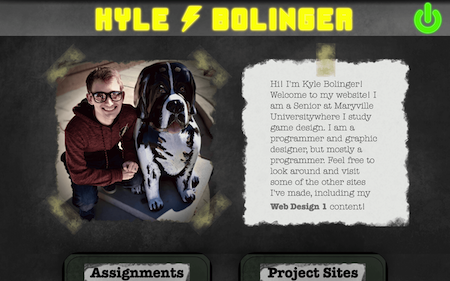 KYLE BOLINGER
Hi! I'm Kyle Bolinger!
Welcome to my website! I
am a Senior at Maryville
Universitywhere I study
game design. I am a
programmer and graphic
designer, but mostly a
programmer. Feel free to
look around and visit
some of the other sites
I've made, including my
Web Design 1 content!
Assignments
Project Sites